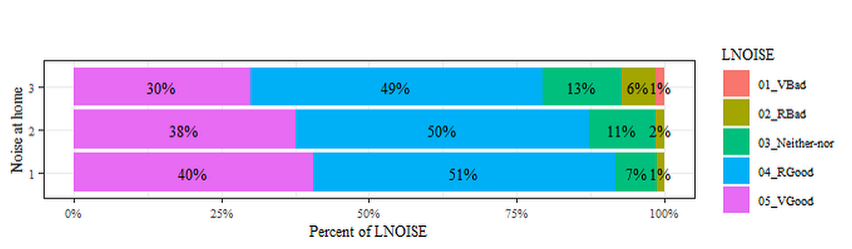 LNOISE
01_VBad
02_RBad
03_Neither-nor
04_RGood
05_VGood
Noise at home
3
30%
49%
13%
6%
1%
2
38%
50%
11%
2%
1
40%
51%
7%
1%
0%
25%
50%
75%
100%
Percent of LNOISE